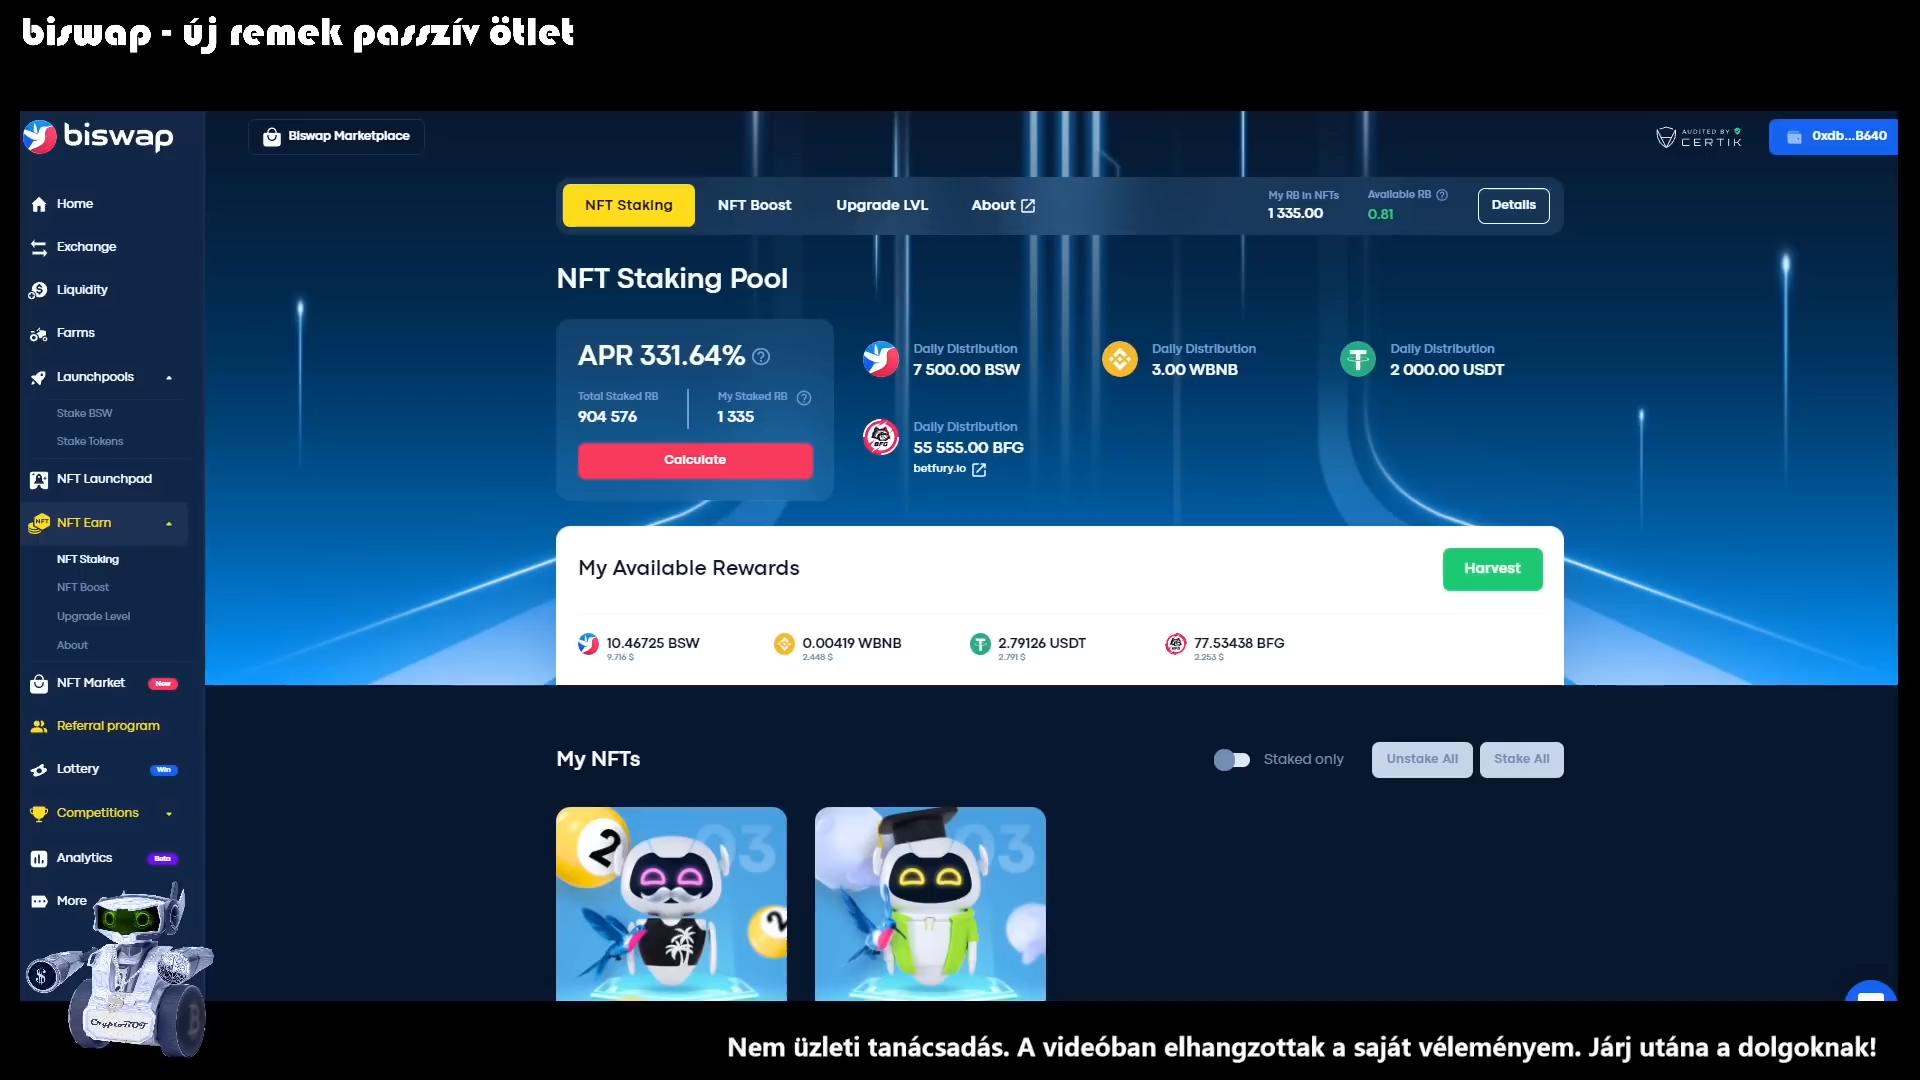 biswap - új remek passzív ötlet
biswap
Biswap Marketplace
AUDITED BY
CERTIK
0xdb...B640
Home
Exchange
Liquidity
Farms
Launchpools
Stake BSW
Stake Tokens
NFT Launchpad
NFT Earn
NFT Staking
NFT Boost
Upgrade Level
About
NFT Market New
Referral program
Lottery Win
Competitions
Analytics Beta
More
NFT Staking
NFT Boost
Upgrade LVL
About
My RB in NFTs
1 335.00
Available RB
0.81
Details
NFT Staking Pool
APR 331.64%
Total Staked RB
904 576
My Staked RB
1 335
Calculate
Daily Distribution
7 500.00 BSW
Daily Distribution
3.00 WBNB
Daily Distribution
2 000.00 USDT
BFG
Daily Distribution
55 555.00 BFG
betfury.io
My Available Rewards
Harvest
10.46725 BSW
9.716 $
0.00419 WBNB
2.448 $
2.79126 USDT
2.791 $
77.53438 BFG
2.253 $
My NFTs
Staked only
Unstake All
Stake All
03
2
2
03
$
CryptoROT
Nem üzleti tanácsadás. A videóban elhangzottak a saját véleményem. Járj utána a dolgoknak!